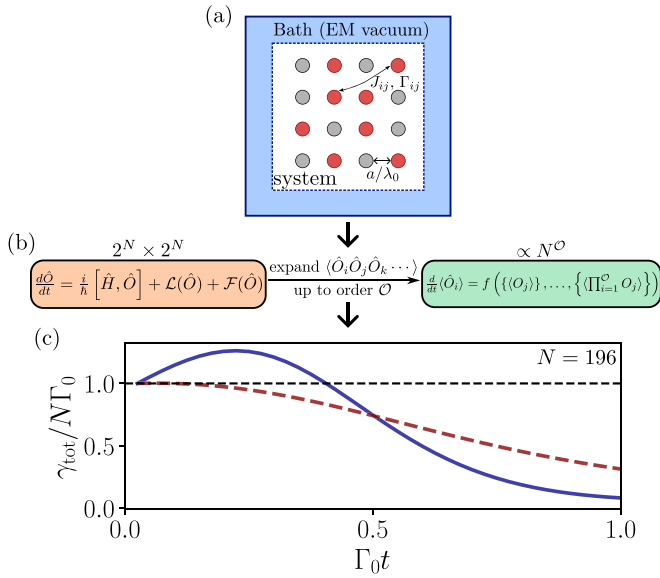 (a)
Bath (EM vacuum)
J_{ij}, Γ_{ij}
a/λ_0
system
(b)
2^N × 2^N
∝ N^𝒪
dÔ/dt = i/ħ [Ĥ, Ô] + ℒ(Ô) + ℱ(Ô)
expand ⟨Ô_i Ô_j Ô_k ⋯⟩
up to order 𝒪
d/dt ⟨Ô_i⟩ = f ( {⟨O_j⟩}, …, {⟨∏_{i=1}^𝒪 O_j⟩} )
(c)
N = 196
γ_tot/NΓ_0
1.0
0.5
0.0
0.0 0.5 1.0
Γ_0t